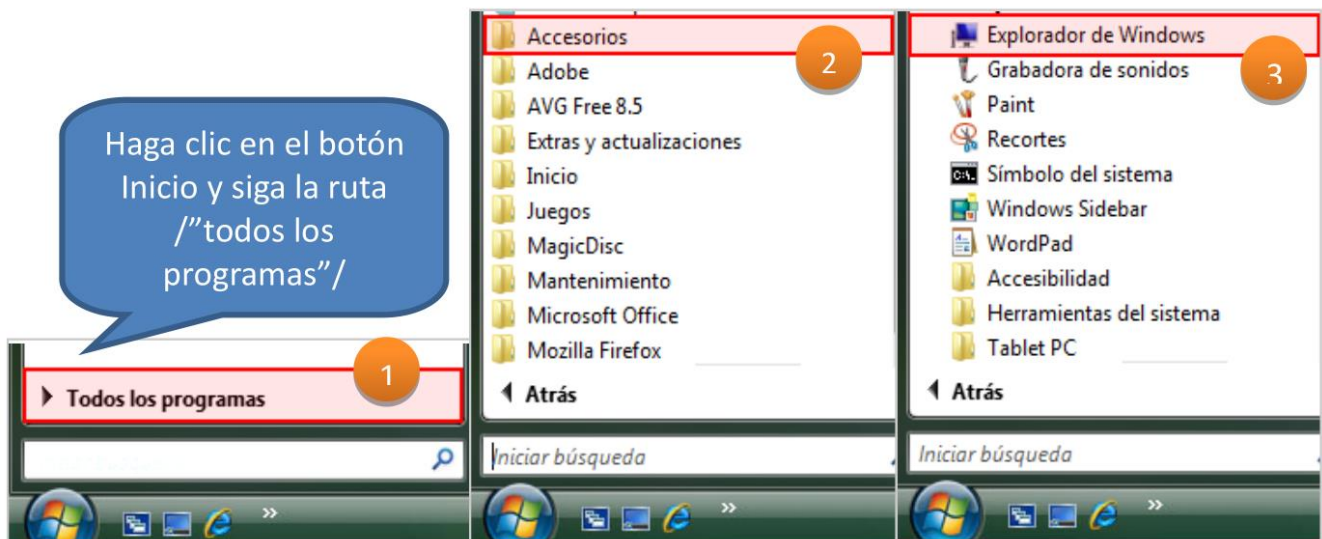 Haga clic en el botón
Inicio y siga la ruta
/”todos los
programas”/
1
Todos los programas
Accesorios
2
Adobe
AVG Free 8.5
Extras y actualizaciones
Inicio
Juegos
MagicDisc
Mantenimiento
Microsoft Office
Mozilla Firefox
Atrás
Iniciar búsqueda
»
Explorador de Windows
3
Grabadora de sonidos
Paint
Recortes
C:\.
Símbolo del sistema
Windows Sidebar
WordPad
Accesibilidad
Herramientas del sistema
Tablet PC
Atrás
Iniciar búsqueda
»